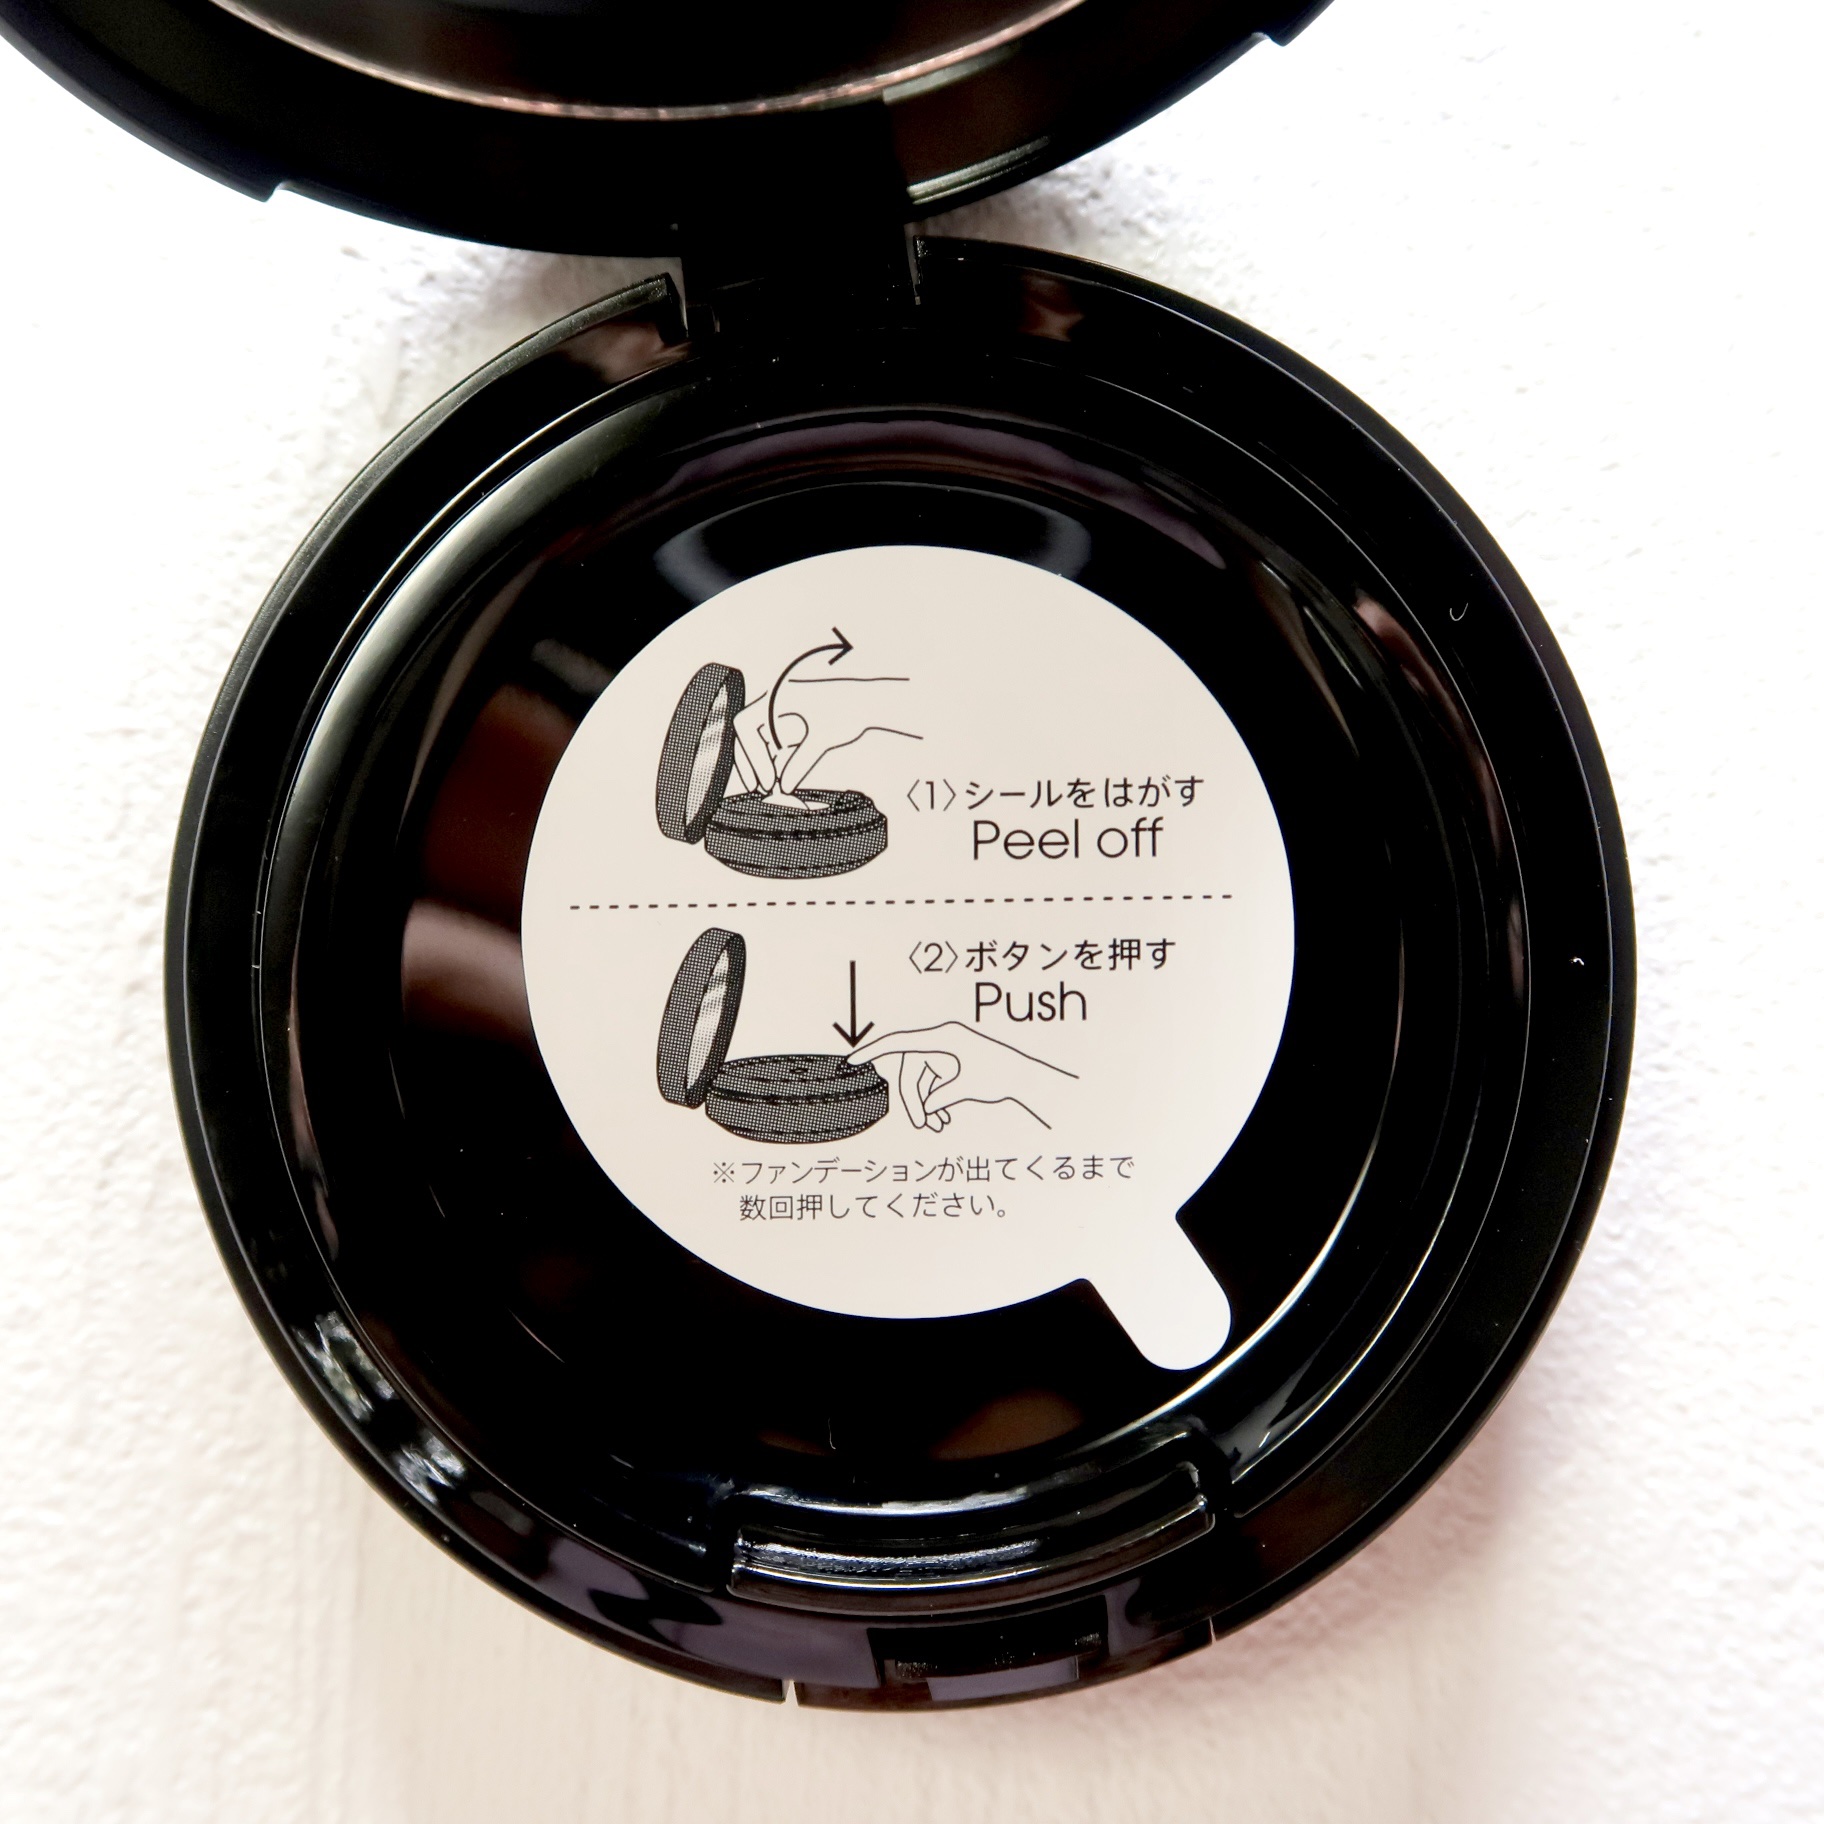 〈1〉シールをはがす
Peel off
〈2〉ボタンを押す
Push
※ファンデーションが出てくるまで
数回押してください。